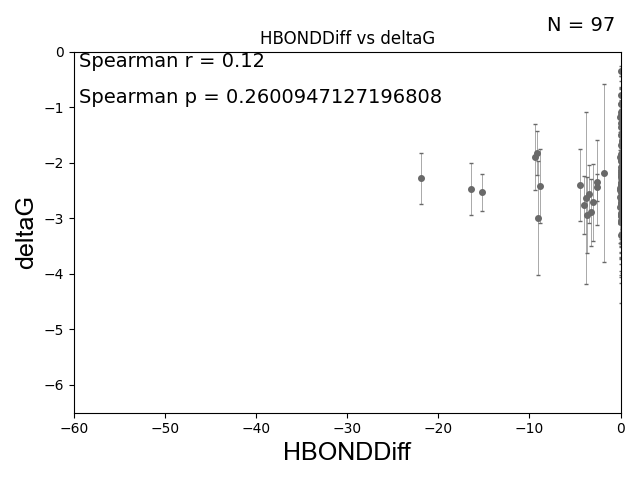 N = 97
HBONDDiff vs deltaG
Spearman r = 0.12
Spearman p = 0.2600947127196808
deltaG
0
−1
−2
−3
−4
−5
−6
−60
−50
−40
−30
−20
−10
0
HBONDDiff